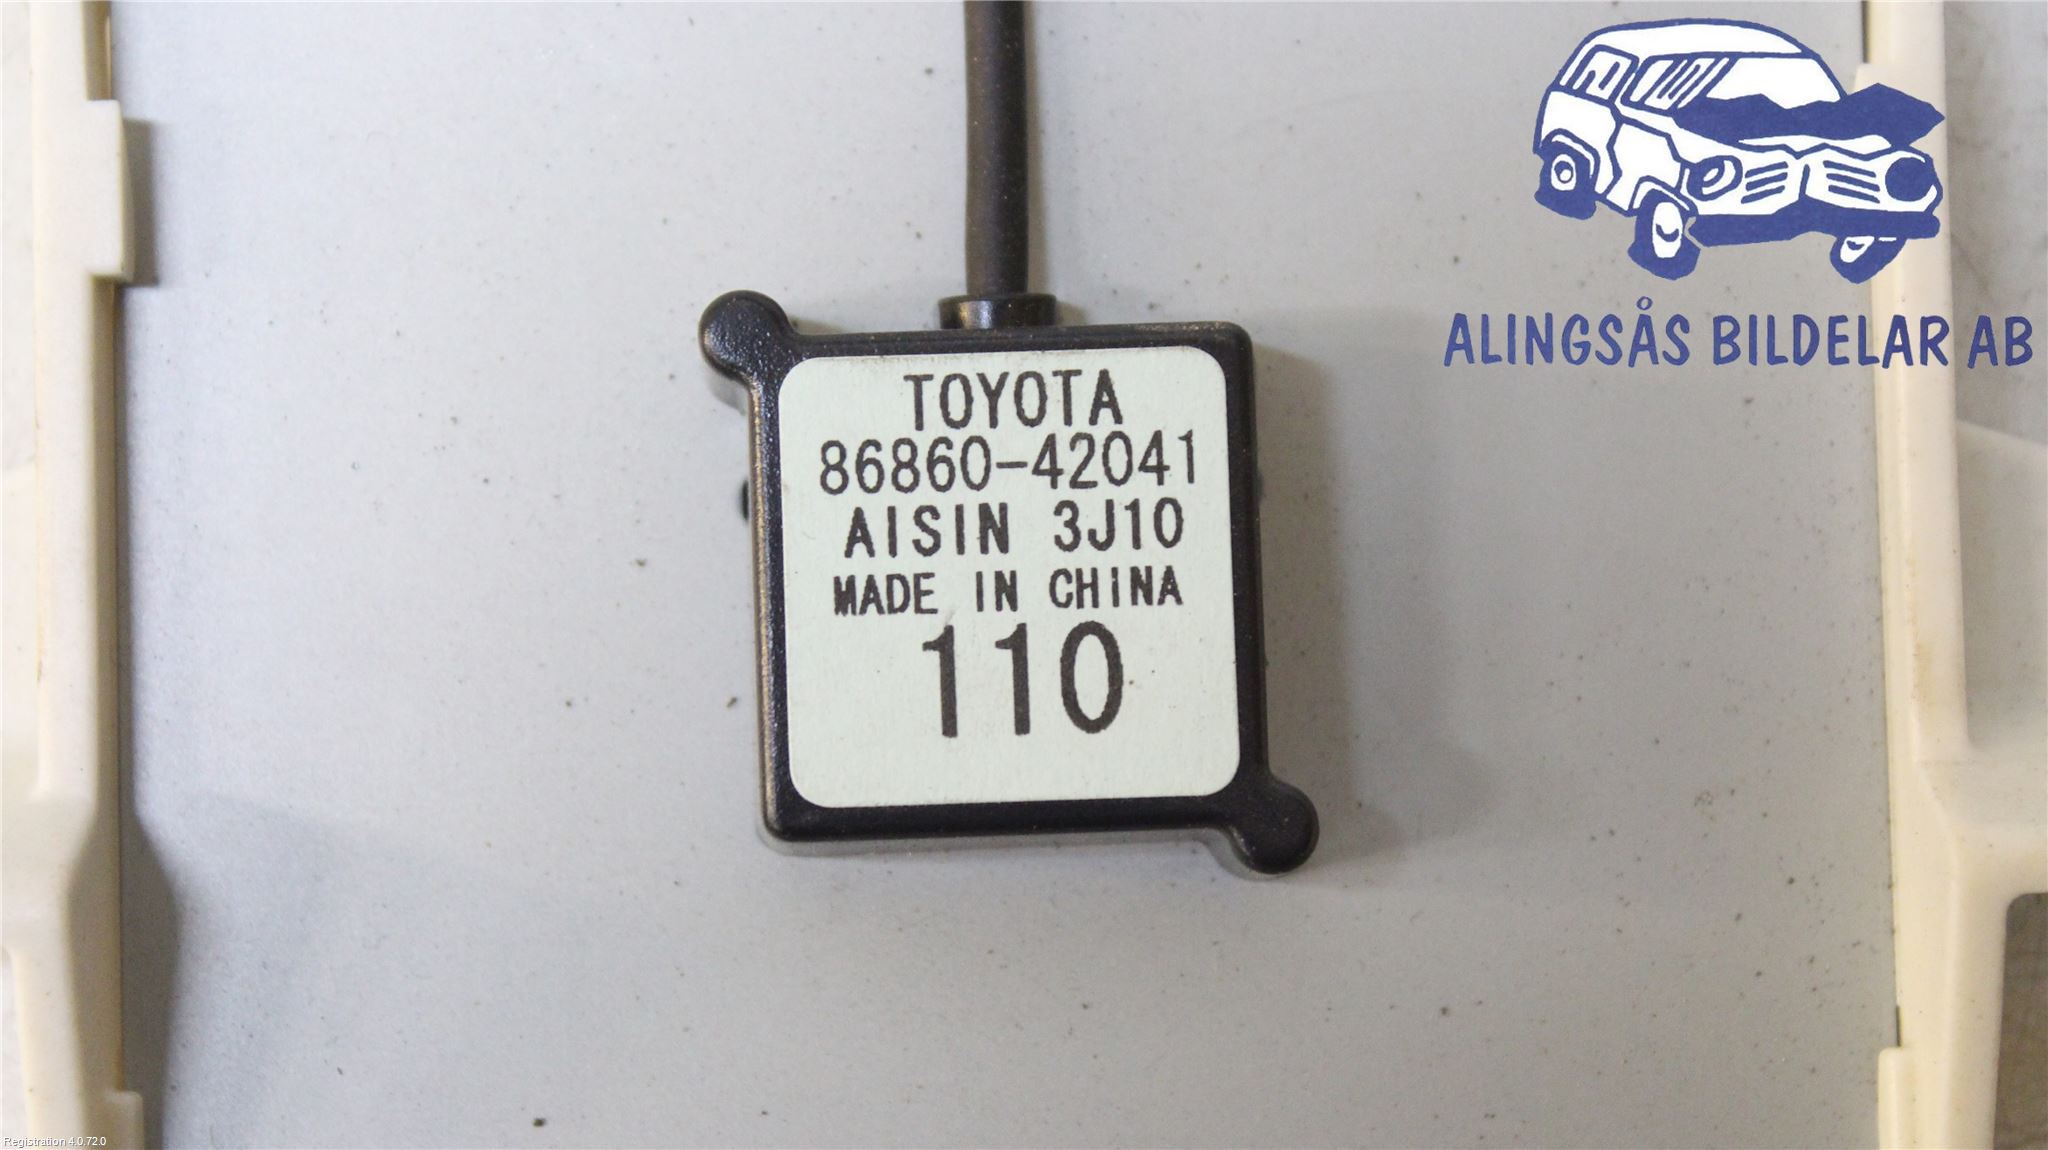 ALINGSÅS BILDELAR AB
TOYOTA
86860-42041
AISIN 3J10
MADE IN CHINA
110
Registration 4.0.72.0